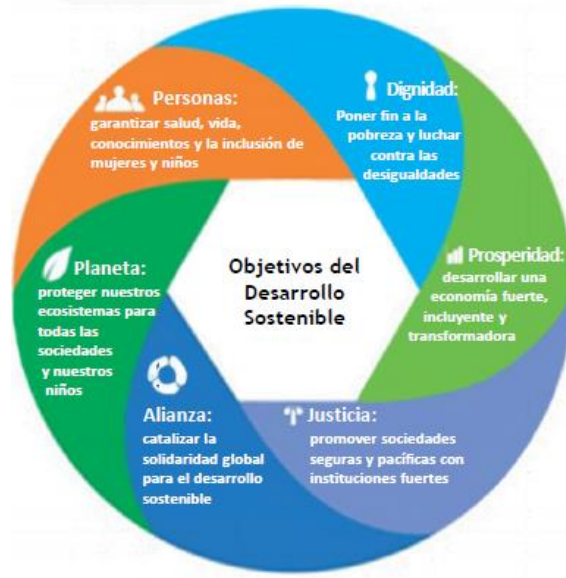 Personas:
garantizar salud, vida,
conocimientos y la inclusión de
mujeres y niños
Dignidad:
Poner fin a la
pobreza y luchar
contra las
desigualdades
Prosperidad:
desarrollar una
economía fuerte,
incluyente y
transformadora
Justicia:
promover sociedades
seguras y pacíficas con
instituciones fuertes
Alianza:
catalizar la
solidaridad global
para el desarrollo
sostenible
Planeta:
proteger nuestros
ecosistemas para
todas las
sociedades
y nuestros
niños
Objetivos del
Desarrollo
Sostenible